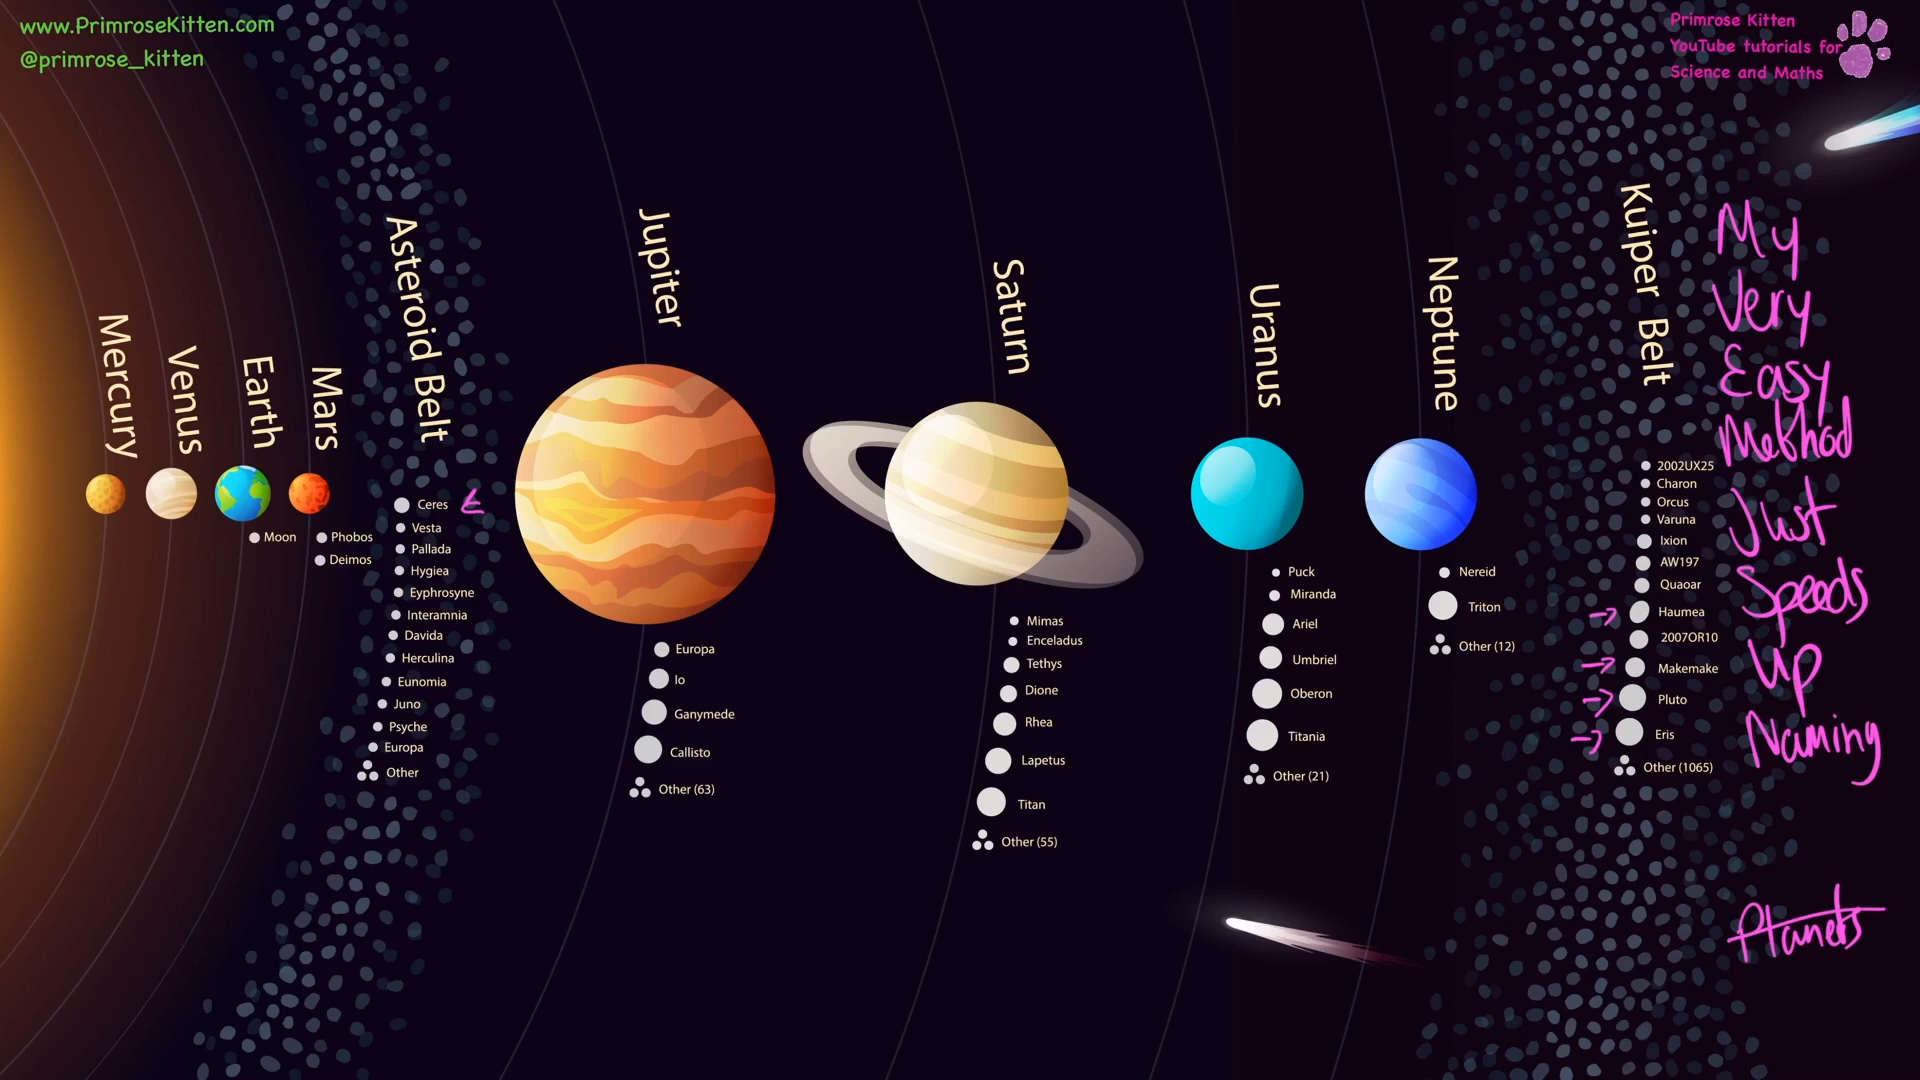 www.PrimroseKitten.com
@primrose_kitten
Primrose Kitten
YouTube tutorials for
Science and Maths
Mercury
Venus
Earth
Moon
Mars
Phobos
Deimos
Asteroid Belt
Ceres
Vesta
Pallada
Hygiea
Eyphrosyne
Interamnia
Davida
Herculina
Eunomia
Juno
Psyche
Europa
Other
Jupiter
Europa
Io
Ganymede
Callisto
Other (63)
Saturn
Mimas
Enceladus
Tethys
Dione
Rhea
Lapetus
Titan
Other (55)
Uranus
Puck
Miranda
Ariel
Umbriel
Oberon
Titania
Other (21)
Neptune
Nereid
Triton
Other (12)
Kuiper Belt
2002UX25
Charon
Orcus
Varuna
Ixion
AW197
Quaoar
Haumea
2007OR10
Makemake
Pluto
Eris
Other (1065)
My
Very
Easy
Method
Just
Speeds
Up
Naming
Planets